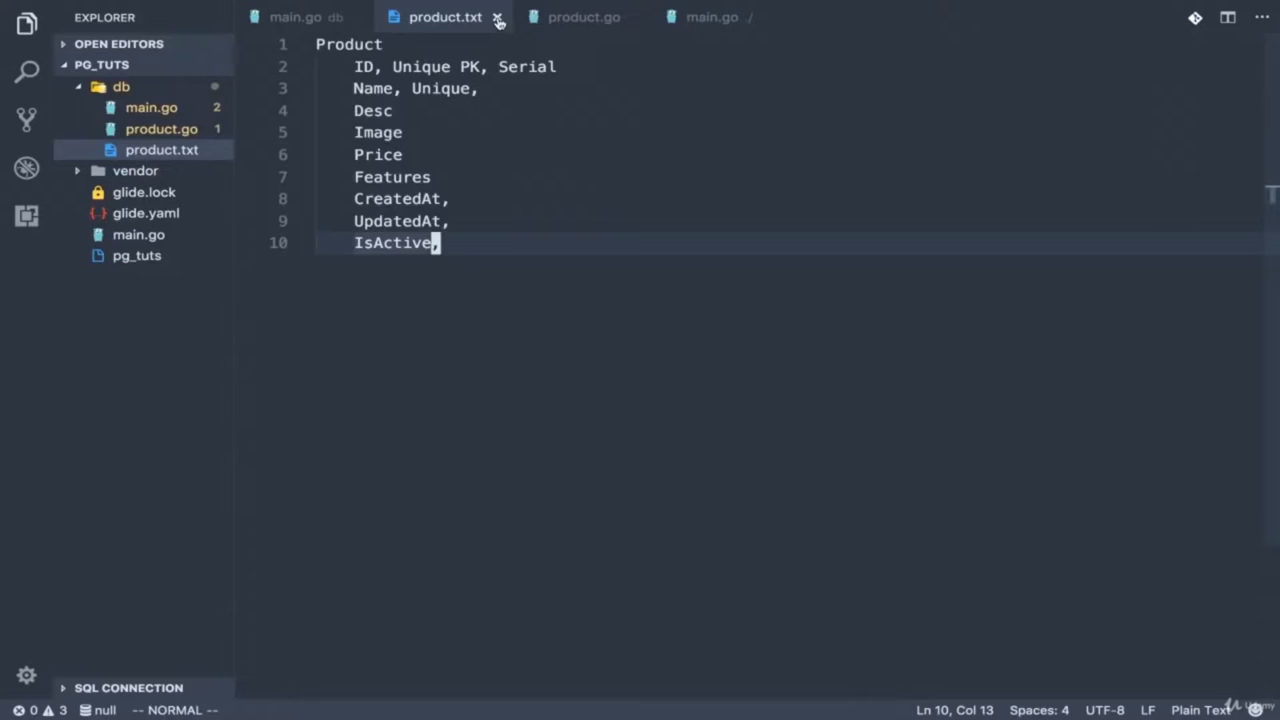 EXPLORER
OPEN EDITORS
PG_TUTS
db
main.go 2
product.go 1
product.txt
vendor
glide.lock
{} glide.yaml
main.go
pg_tuts
SQL CONNECTION
main.go db
product.txt
product.go
main.go /
1 Product
2 ID, Unique PK, Serial
3 Name, Unique,
4 Desc
5 Image
6 Price
7 Features
8 CreatedAt,
9 UpdatedAt,
10 IsActive,
0 3 null -- NORMAL --
Ln 10, Col 13 Spaces: 4 UTF-8 LF Plain Text